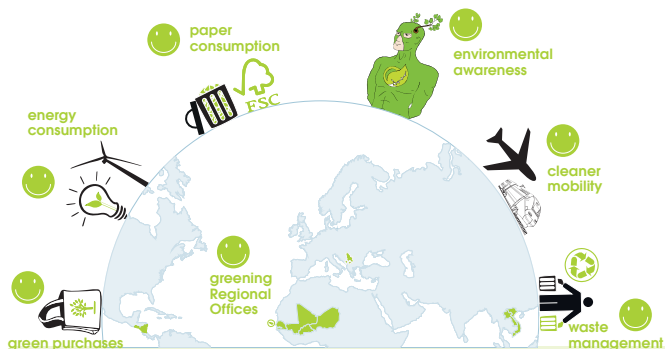 paper
consumption
FSC
environmental
awareness
energy
consumption
cleaner
mobility
greening
Regional
Offices
green purchases
waste
management